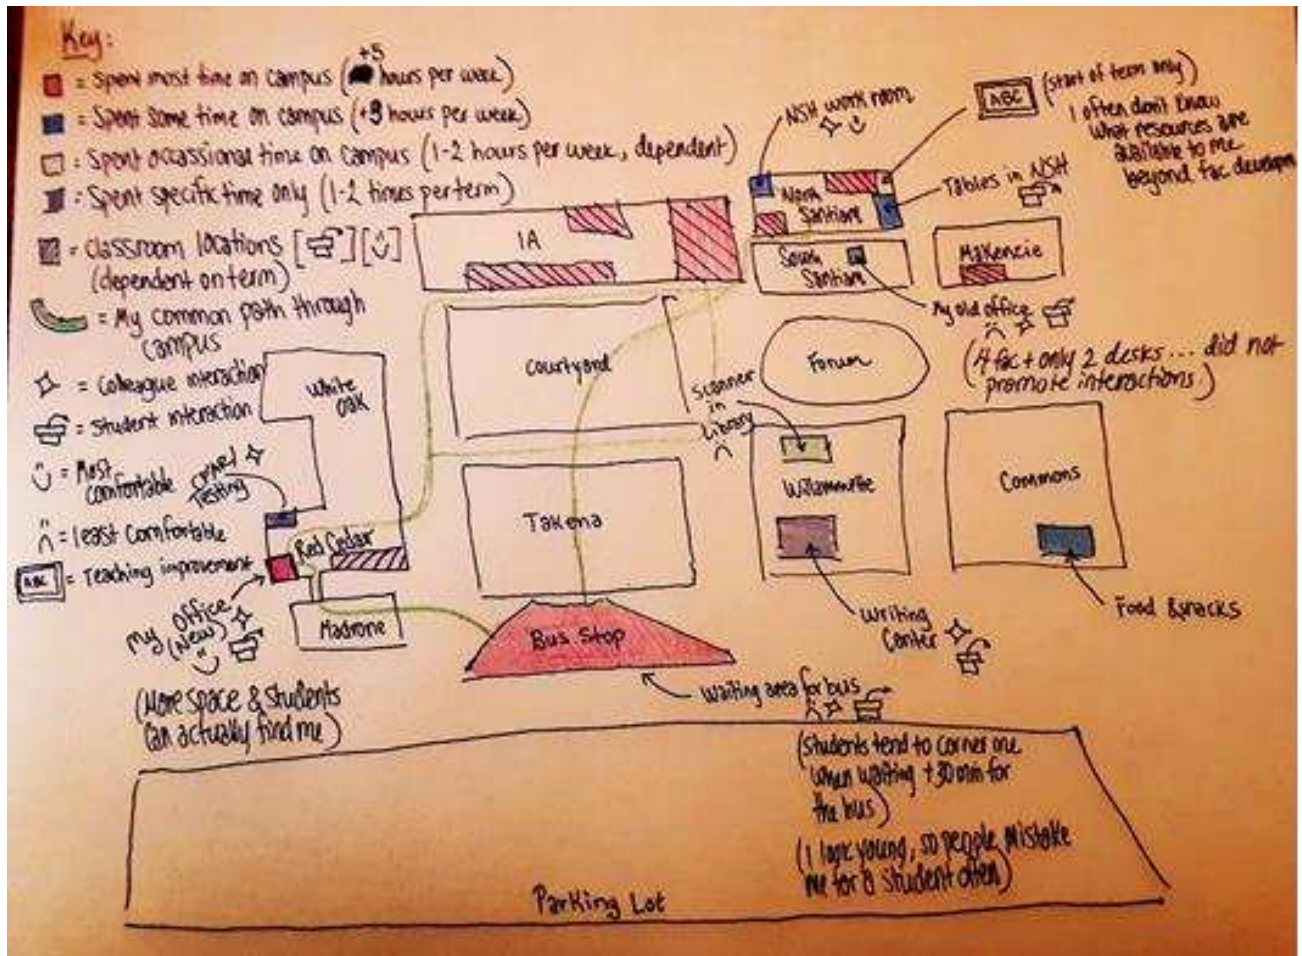 Key:
= Spent most time on campus (+5 hours per week)
= Spent some time on campus (+3 hours per week)
= Spent occassional time on campus (1-2 hours per week, dependent)
= Spent specific time only (1-2 times per term)
= Classroom locations [ ] [ ]
(dependent on term)
= My common path through
campus
= Colleague interaction
= Student interaction
= Most
comfortable
= least comfortable
ABC = Teaching improvement
NSH work room
ABC (start of term only)
I often don't know
what resources are
available to me
beyond fac develop
Tables in NSH
North
Santiam
IA
South
Santiam
McKenzie
My old office
(4 fac + only 2 desks... did not
promote interactions)
Courtyard
Forum
Scanner
in
library
White
Oak
Testing
Takena
Willamette
Commons
Red Cedar
My office
(new)
(More space & students
can actually find me)
Madrone
Bus Stop
Writing
Center
Food & snacks
Waiting area for bus
(students tend to corner me
when waiting +30 min for
the bus)
(I look young, so people mistake
me for a student often)
Parking Lot